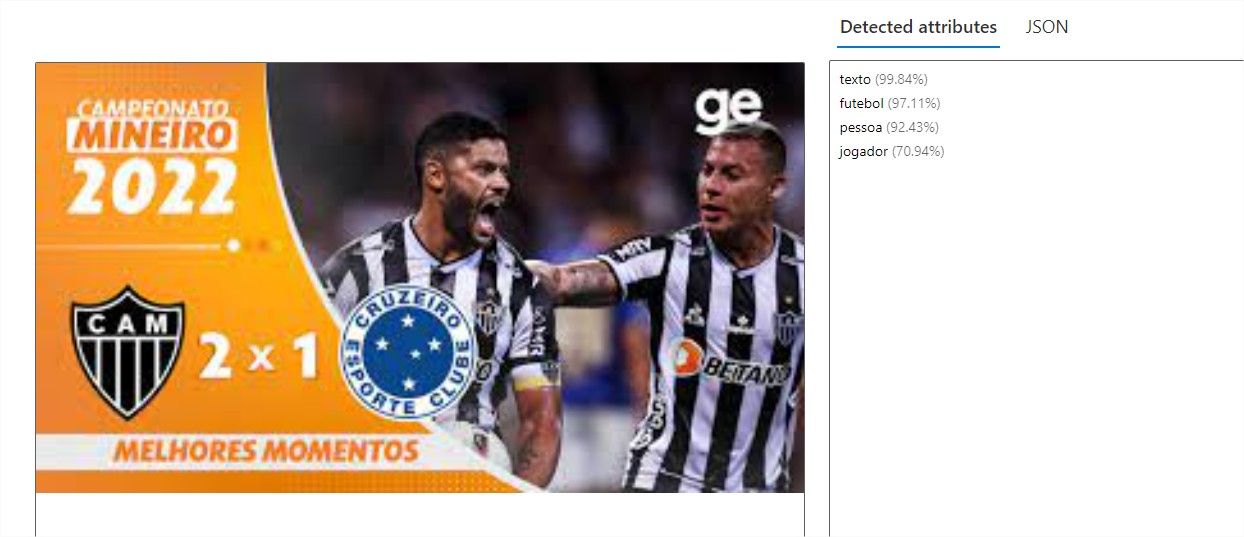 Detected attributes
JSON
texto (99.84%)
futebol (97.11%)
pessoa (92.43%)
jogador (70.94%)
CAMPEONATO
MINEIRO
2022
ge
CAM
2 x 1
CRUZEIRO
ESPORTE CLUBE
MELHORES MOMENTOS
MRV
BETANO